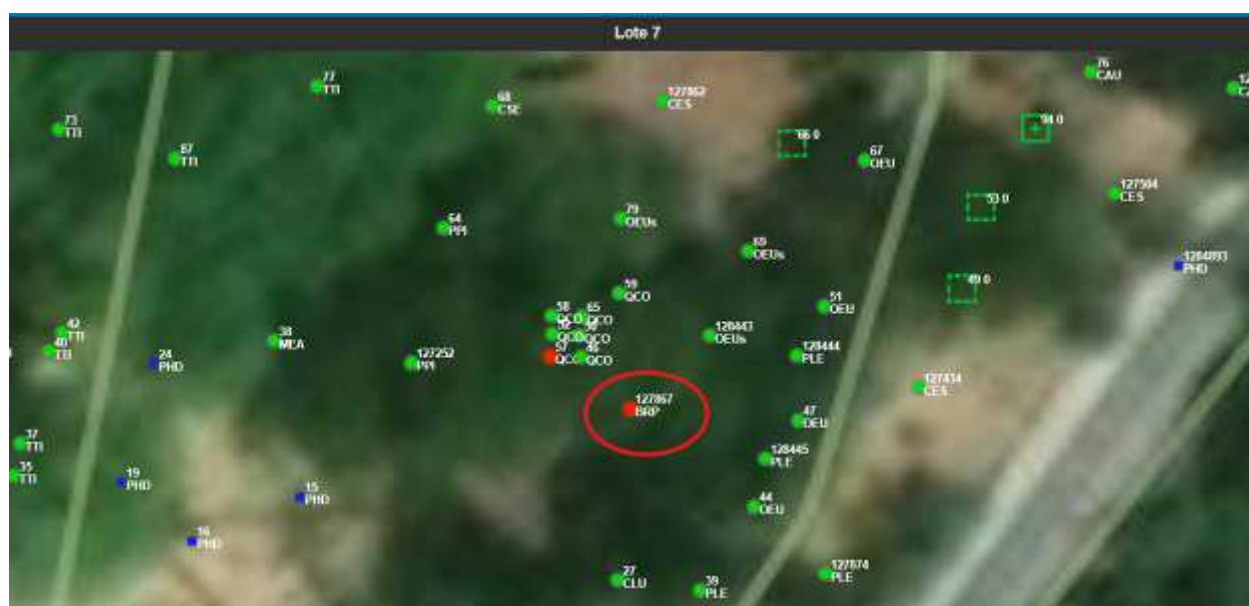 Lote 7
77
TTI
68
CSE
127862
CES
76
CAU
73
TTI
87
TTI
66 0
94 0
67
OEU
64
PPI
79
OEUs
69
OEUs
53 0
127504
CES
1284893
PHD
59
QCO
49 0
58
QCO
65
QCO
QCO
QCO
57
QCO
QCO
51
OEU
42
TTI
40
TTI
24
PHD
38
MEA
127252
PPI
128443
OEUs
128444
PLE
127434
CES
127867
BRP
47
OEU
37
TTI
35
TTI
19
PHD
15
PHD
128445
PLE
44
OEU
16
PHD
27
CLU
39
PLE
127874
PLE